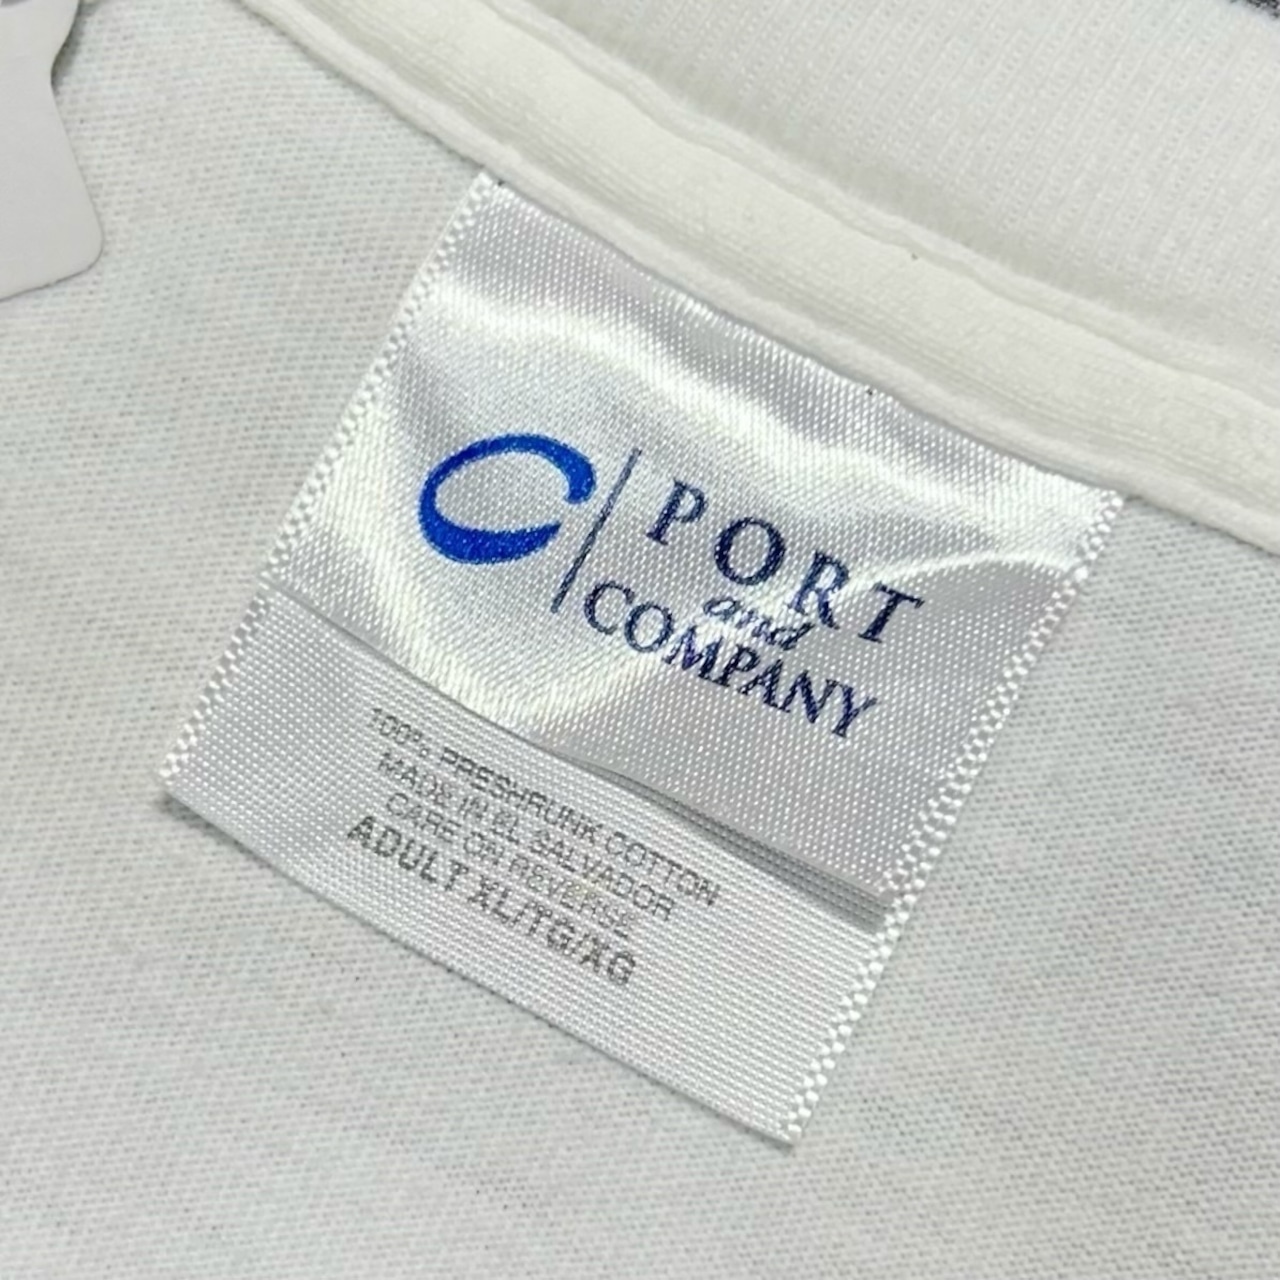 PORT
and
COMPANY
100% PRESHRUNK COTTON
MADE IN EL SALVADOR
CARE ON REVERSE
ADULT XL/TG/XG